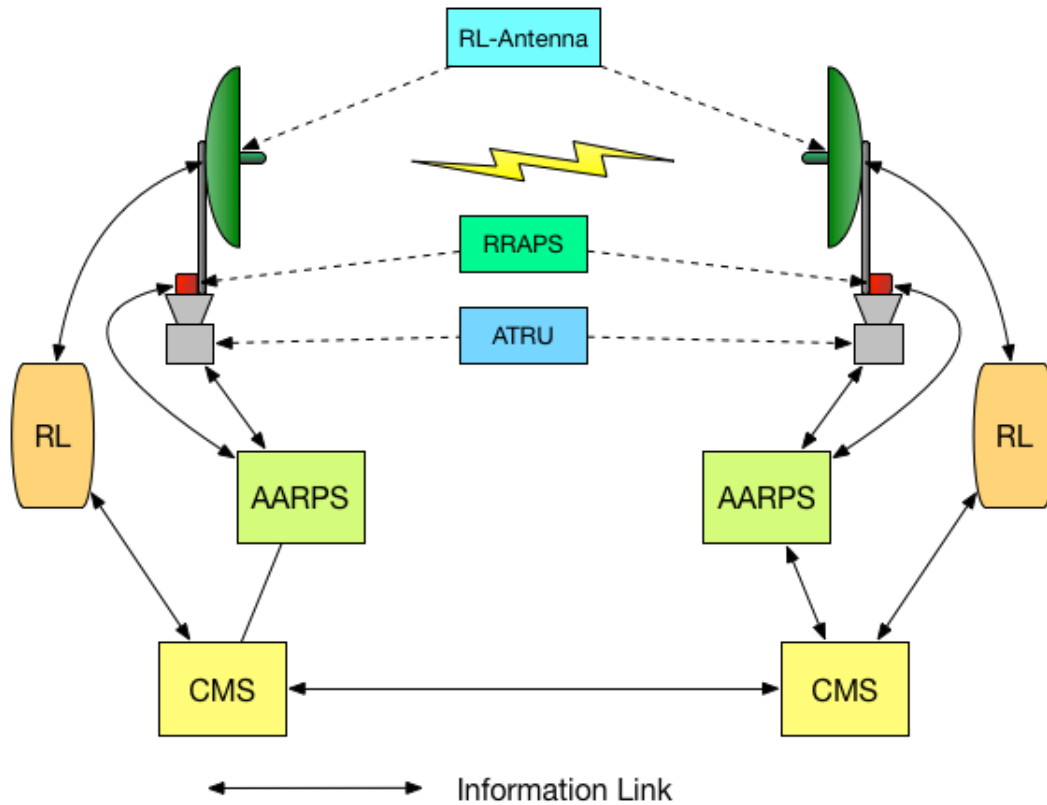 RL-Antenna
RRAPS
ATRU
RL
RL
AARPS
AARPS
CMS
CMS
Information Link